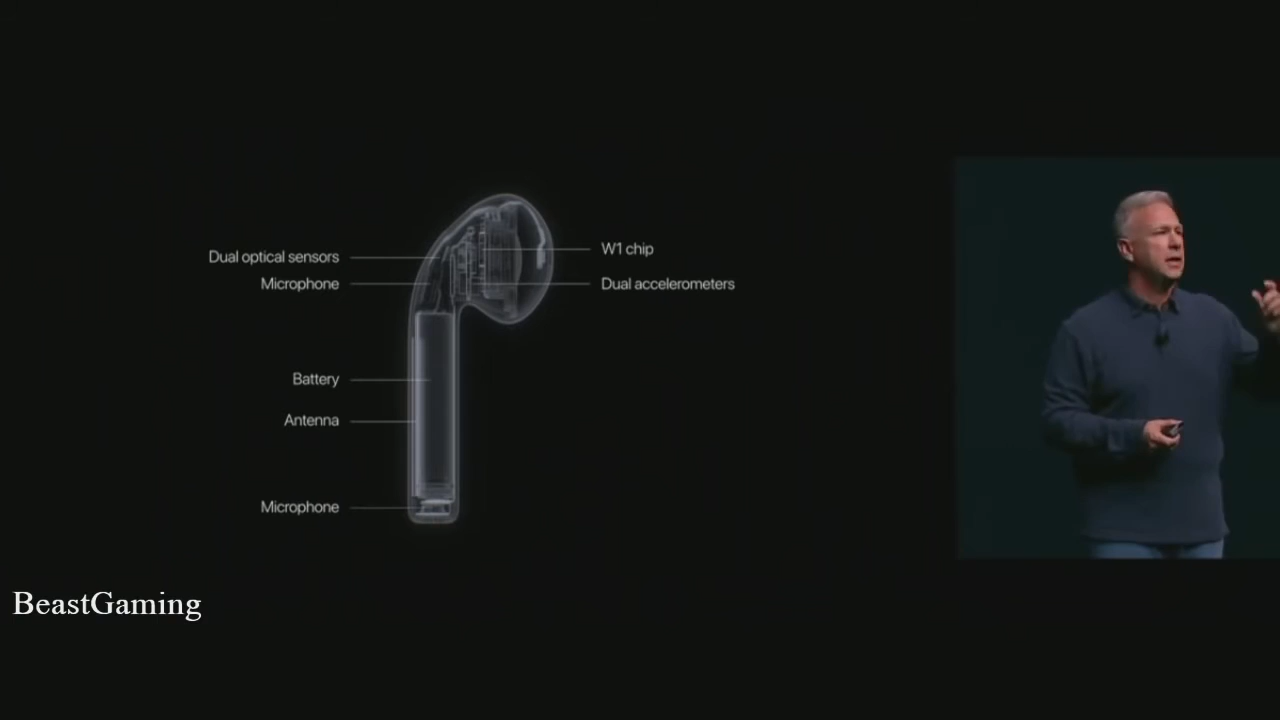 Dual optical sensors
Microphone
Battery
Antenna
Microphone
W1 chip
Dual accelerometers
BeastGaming